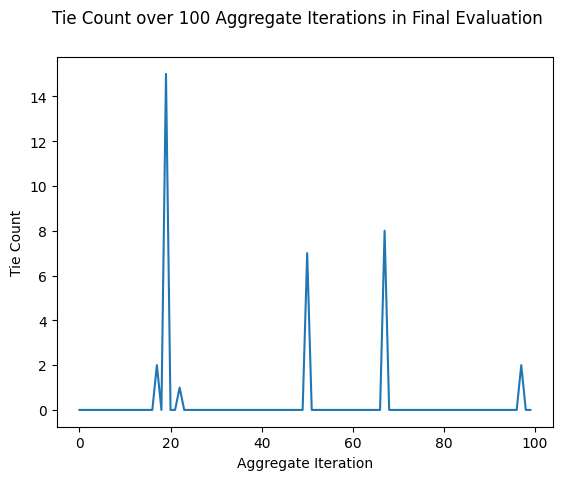 Tie Count over 100 Aggregate Iterations in Final Evaluation
14
12
10
8
6
4
2
0
Tie Count
0 20 40 60 80 100
Aggregate Iteration